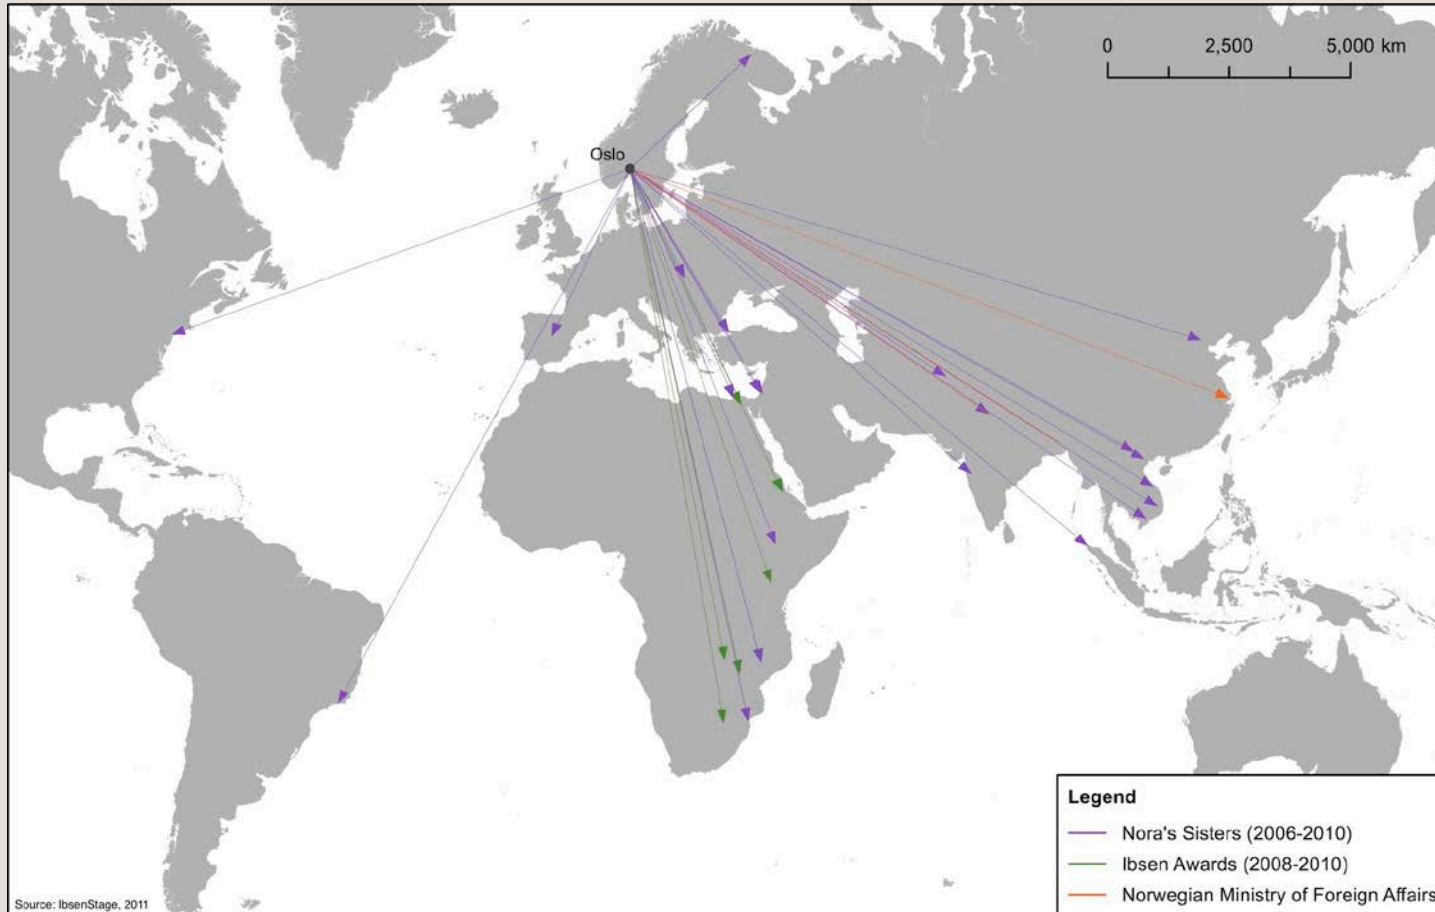 0 2,500 5,000 km
Oslo
Legend
Nora's Sisters (2006-2010)
Ibsen Awards (2008-2010)
Norwegian Ministry of Foreign Affairs
Source: IbsenStage, 2011